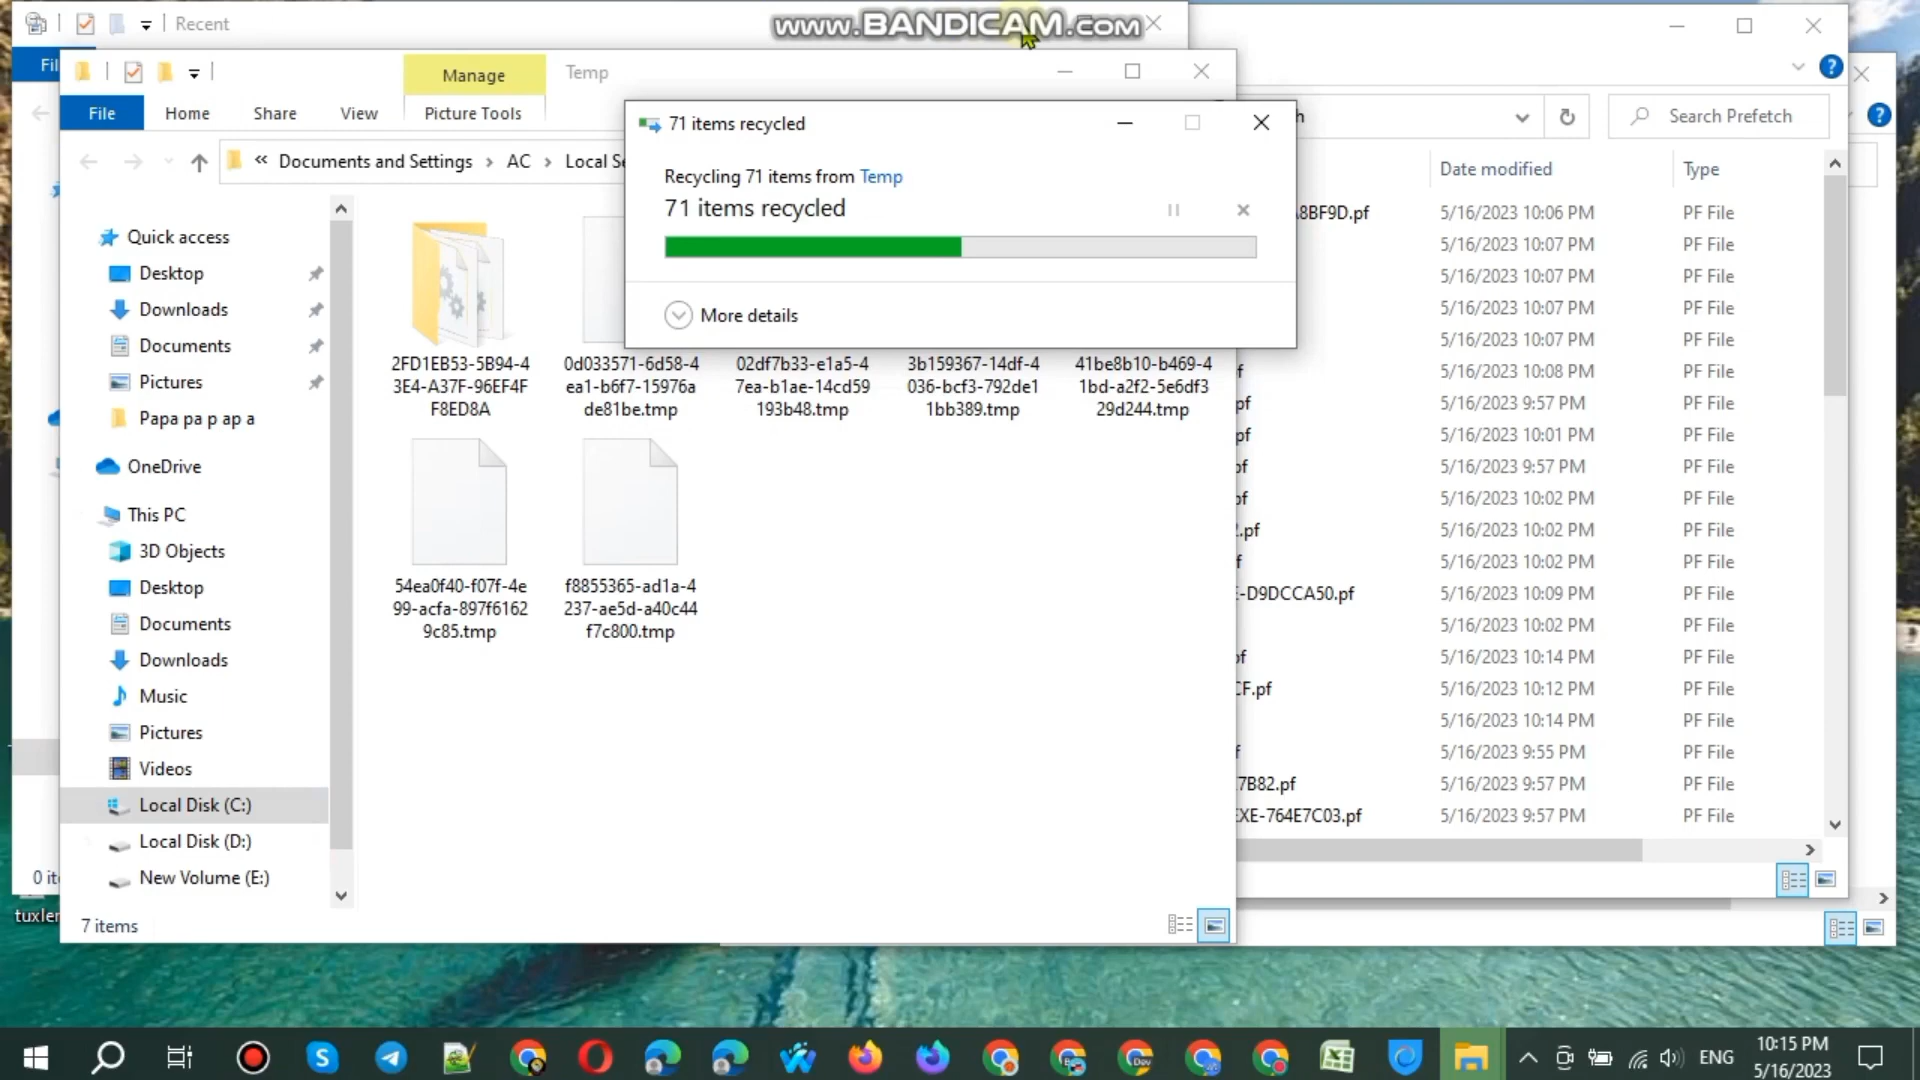 Recent
www.BANDICAM.com
Manage
Temp
File
Home
Share
View
Picture Tools
« Documents and Settings › AC ›
Search Prefetch
71 items recycled
Recycling 71 items from Temp
71 items recycled
More details
Quick access
Desktop
Downloads
Documents
Pictures
Papa pa p ap a
OneDrive
This PC
3D Objects
Desktop
Documents
Downloads
Music
Pictures
Videos
Local Disk (C:)
Local Disk (D:)
New Volume (E:)
7 items
2FD1EB53-5B94-4
3E4-A37F-96EF4F
F8ED8A
0d033571-6d58-4
ea1-b6f7-15976a
de81be.tmp
02df7b33-e1a5-4
7ea-b1ae-14cd59
193b48.tmp
3b159367-14df-4
036-bcf3-792de1
1bb389.tmp
41be8b10-b469-4
1bd-a2f2-5e6df3
29d244.tmp
54ea0f40-f07f-4e
99-acfa-897f6162
9c85.tmp
f8855365-ad1a-4
237-ae5d-a40c44
f7c800.tmp
Date modified Type
A8BF9D.pf 5/16/2023 10:06 PM PF File
5/16/2023 10:07 PM PF File
5/16/2023 10:07 PM PF File
5/16/2023 10:07 PM PF File
5/16/2023 10:07 PM PF File
5/16/2023 10:08 PM PF File
pf 5/16/2023 9:57 PM PF File
pf 5/16/2023 10:01 PM PF File
5/16/2023 9:57 PM PF File
5/16/2023 10:02 PM PF File
.pf 5/16/2023 10:02 PM PF File
5/16/2023 10:02 PM PF File
E-D9DCCA50.pf 5/16/2023 10:09 PM PF File
5/16/2023 10:02 PM PF File
5/16/2023 10:14 PM PF File
CF.pf 5/16/2023 10:12 PM PF File
5/16/2023 10:14 PM PF File
5/16/2023 9:55 PM PF File
7B82.pf 5/16/2023 9:57 PM PF File
EXE-764E7C03.pf 5/16/2023 9:57 PM PF File
ENG
10:15 PM
5/16/2023